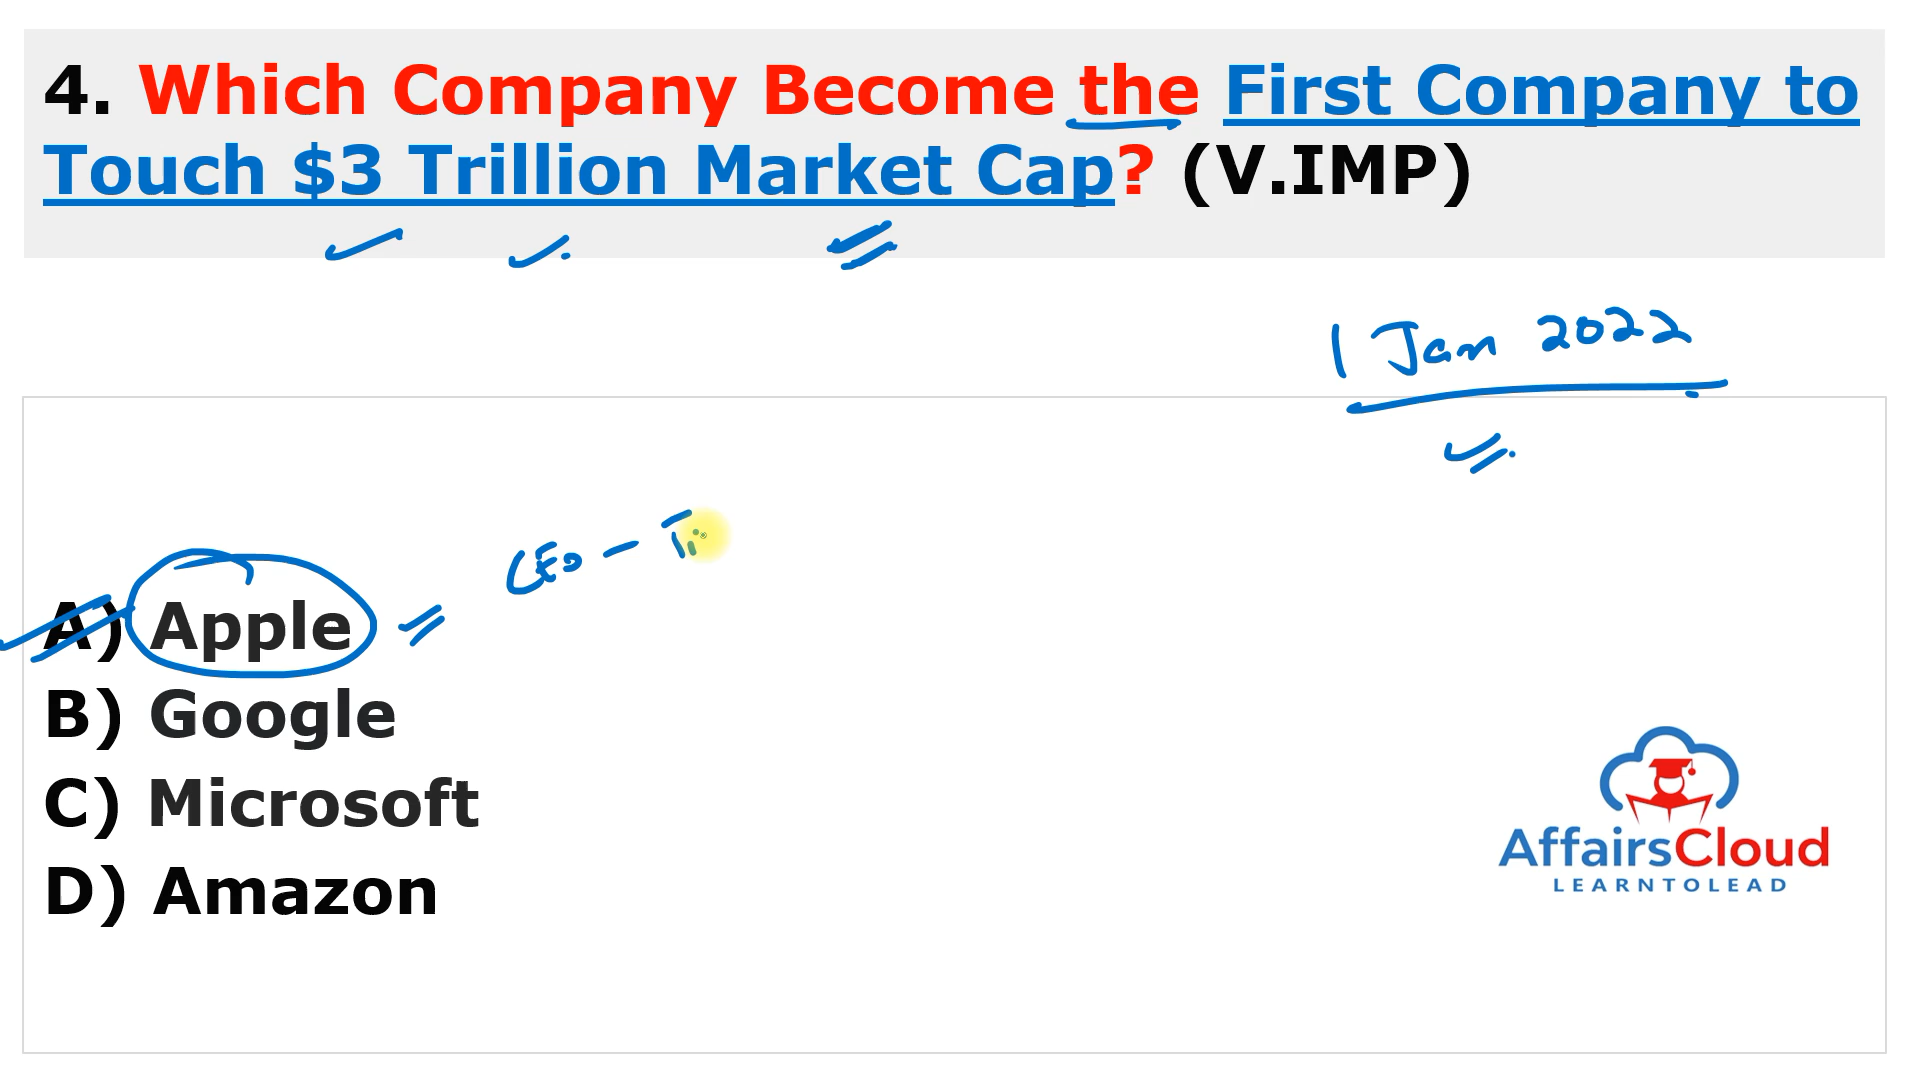 4. Which Company Become the First Company to
Touch $3 Trillion Market Cap? (V.IMP)
1 Jan 2022
CEO - Ti
A) Apple
B) Google
C) Microsoft
D) Amazon
AffairsCloud
LEARNTOLEAD